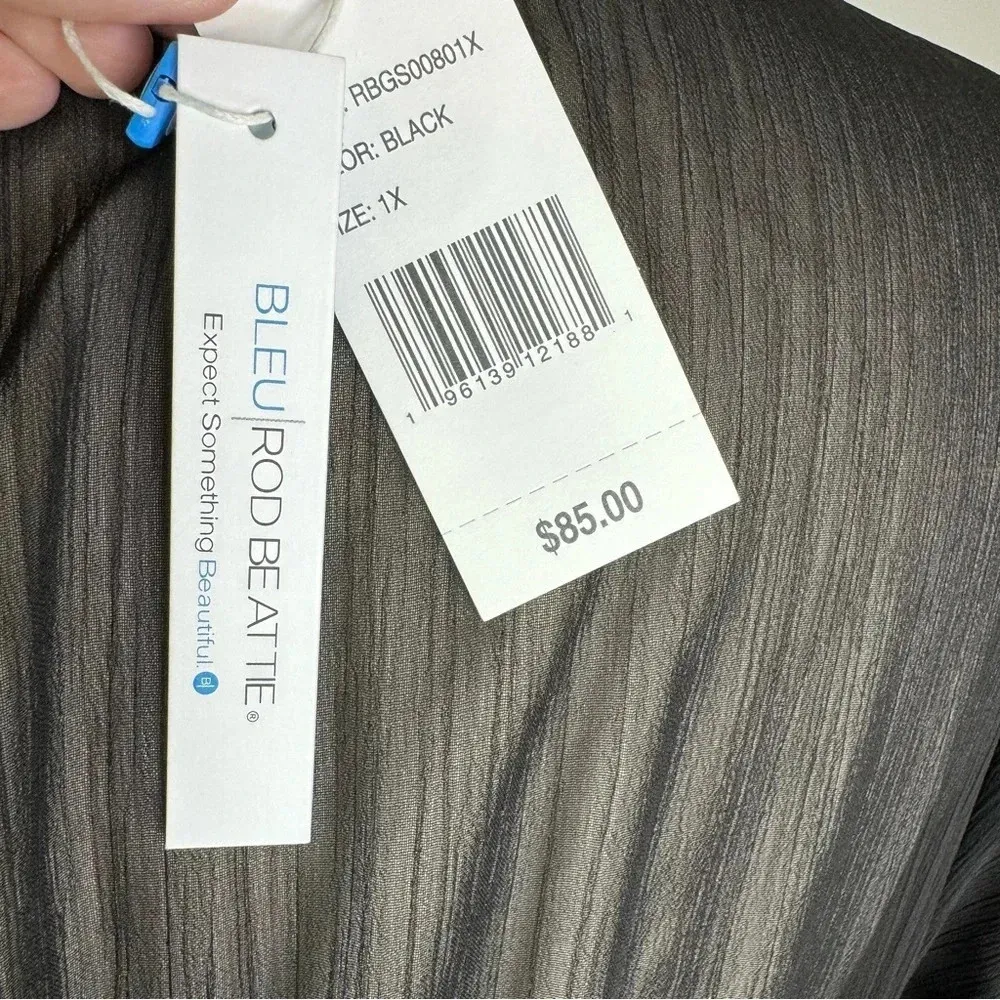 BLEU|ROD BEATTIE®
Expect Something Beautiful. B|
RBGS00801X
OR: BLACK
ZE: 1X
1 96139 12188 1
$85.00